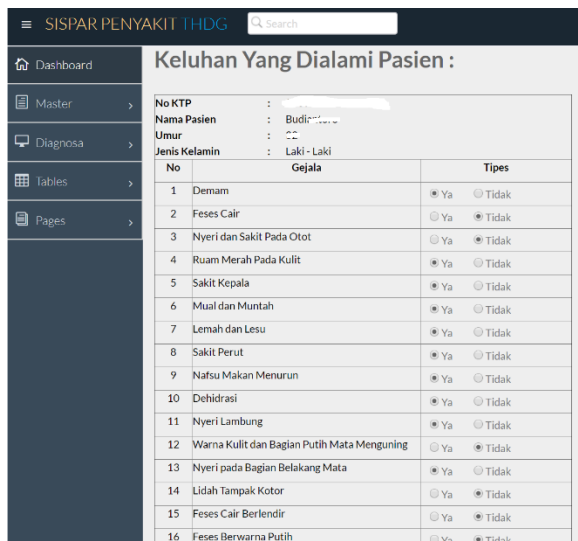 ≡ SISPAR PENYAKIT THDG Search
Dashboard
Master >
Diagnosa >
Tables >
Pages >
Keluhan Yang Dialami Pasien :
No KTP :
Nama Pasien :
Umur :
Jenis Kelamin : Laki - Laki
No Gejala Tipes
1 Demam Ya Tidak
2 Feses Cair Ya Tidak
3 Nyeri dan Sakit Pada Otot Ya Tidak
4 Ruam Merah Pada Kulit Ya Tidak
5 Sakit Kepala Ya Tidak
6 Mual dan Muntah Ya Tidak
7 Lemah dan Lesu Ya Tidak
8 Sakit Perut Ya Tidak
9 Nafsu Makan Menurun Ya Tidak
10 Dehidrasi Ya Tidak
11 Nyeri Lambung Ya Tidak
12 Warna Kulit dan Bagian Putih Mata Menguning Ya Tidak
13 Nyeri pada Bagian Belakang Mata Ya Tidak
14 Lidah Tampak Kotor Ya Tidak
15 Feses Cair Berlendir Ya Tidak
16 Feses Berwarna Putih Ya Tidak